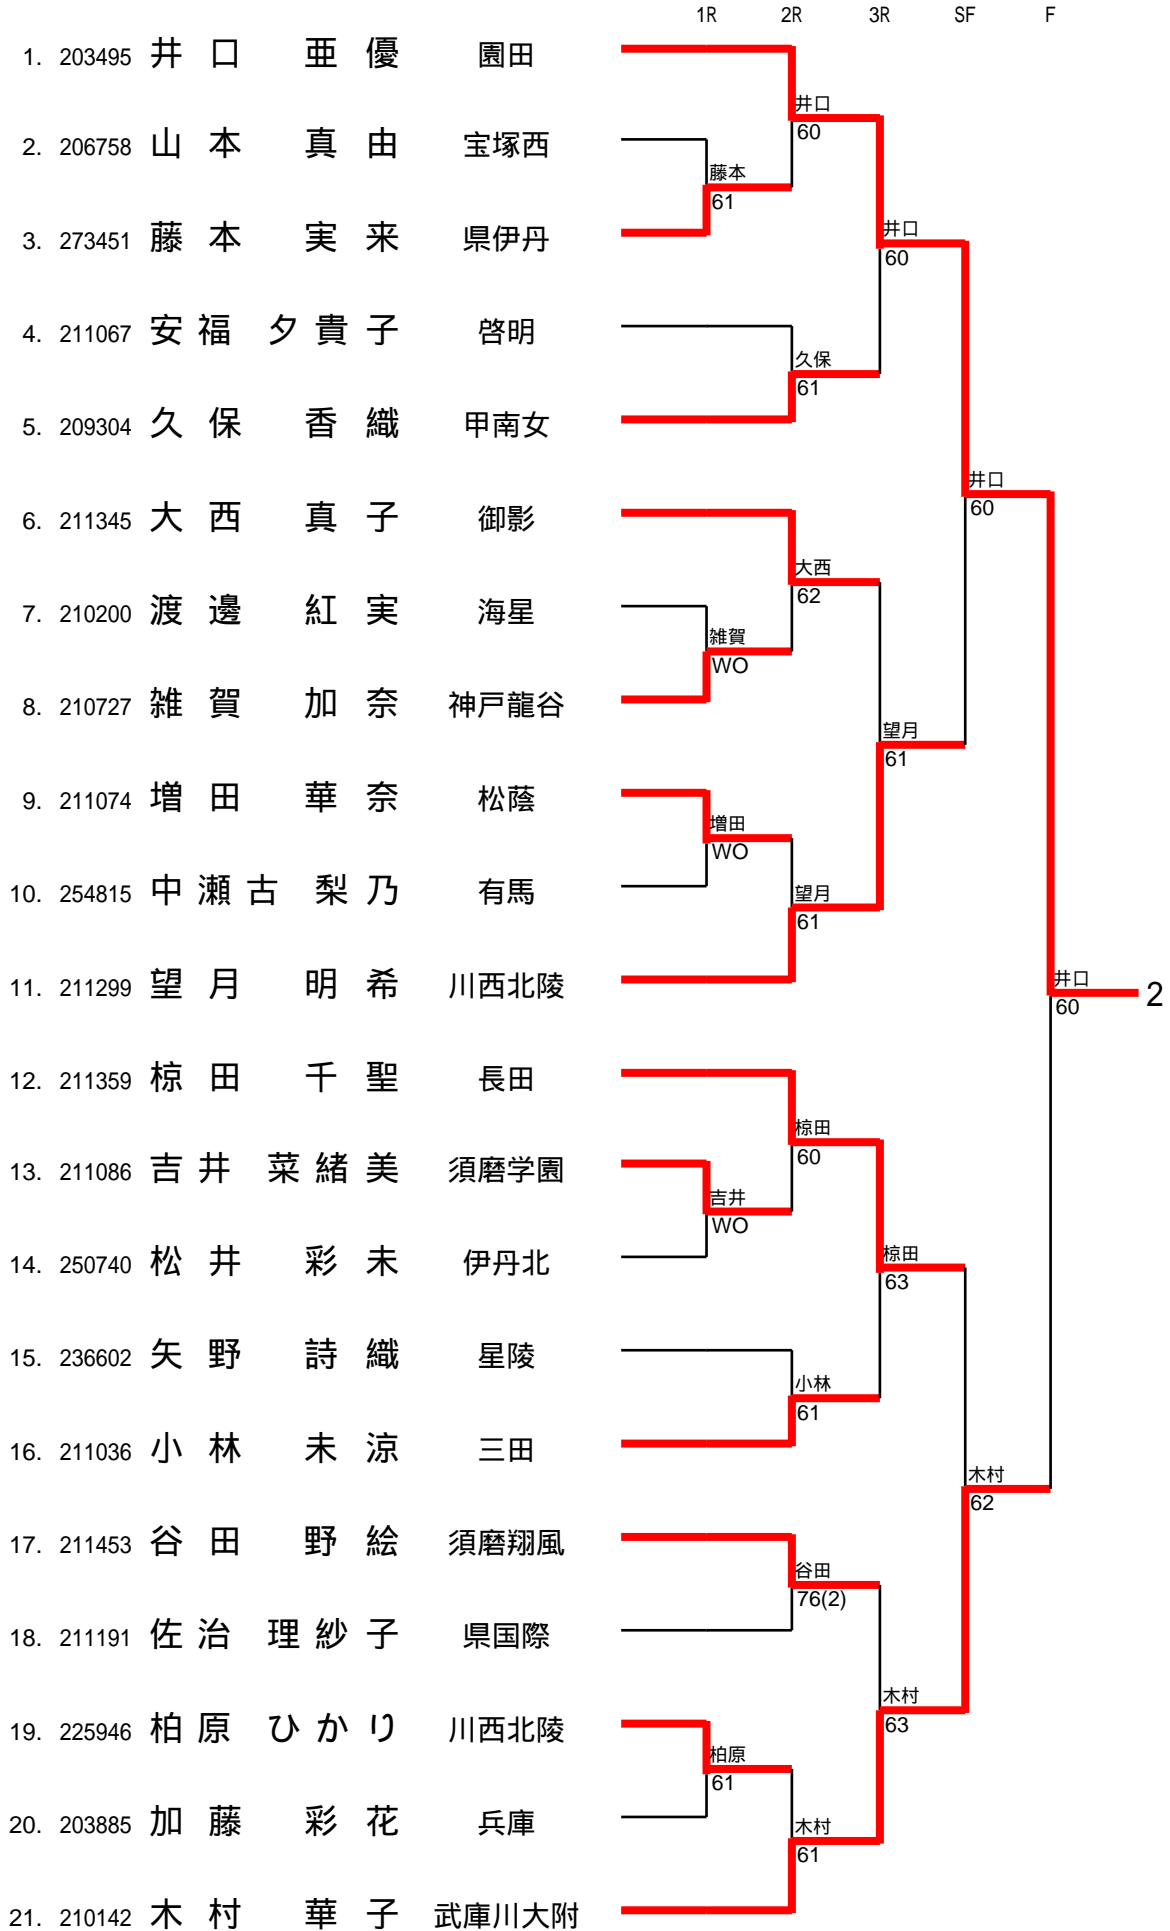 1R 2R 3R SF F
1. 203495 井口 亜優 園田
井口
60
2. 206758 山本 真由 宝塚西
藤本
61
3. 273451 藤本 実来 県伊丹
井口
60
4. 211067 安福 夕貴子 啓明
久保
61
5. 209304 久保 香織 甲南女
井口
60
6. 211345 大西 真子 御影
大西
62
7. 210200 渡邊 紅実 海星
雑賀
WO
8. 210727 雑賀 加奈 神戸龍谷
望月
61
9. 211074 増田 華奈 松蔭
増田
WO
10. 254815 中瀬古 梨乃 有馬
望月
61
11. 211299 望月 明希 川西北陵
井口
60
2
12. 211359 椋田 千聖 長田
椋田
60
13. 211086 吉井 菜緒美 須磨学園
吉井
WO
14. 250740 松井 彩未 伊丹北
椋田
63
15. 236602 矢野 詩織 星陵
小林
61
16. 211036 小林 未涼 三田
木村
62
17. 211453 谷田 野絵 須磨翔風
谷田
76(2)
18. 211191 佐治 理紗子 県国際
木村
63
19. 225946 柏原 ひかり 川西北陵
柏原
61
20. 203885 加藤 彩花 兵庫
木村
61
21. 210142 木村 華子 武庫川大附